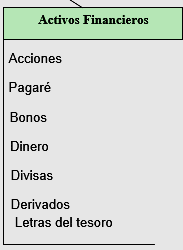 Activos Financieros
Acciones
Pagaré
Bonos
Dinero
Divisas
Derivados
Letras del tesoro